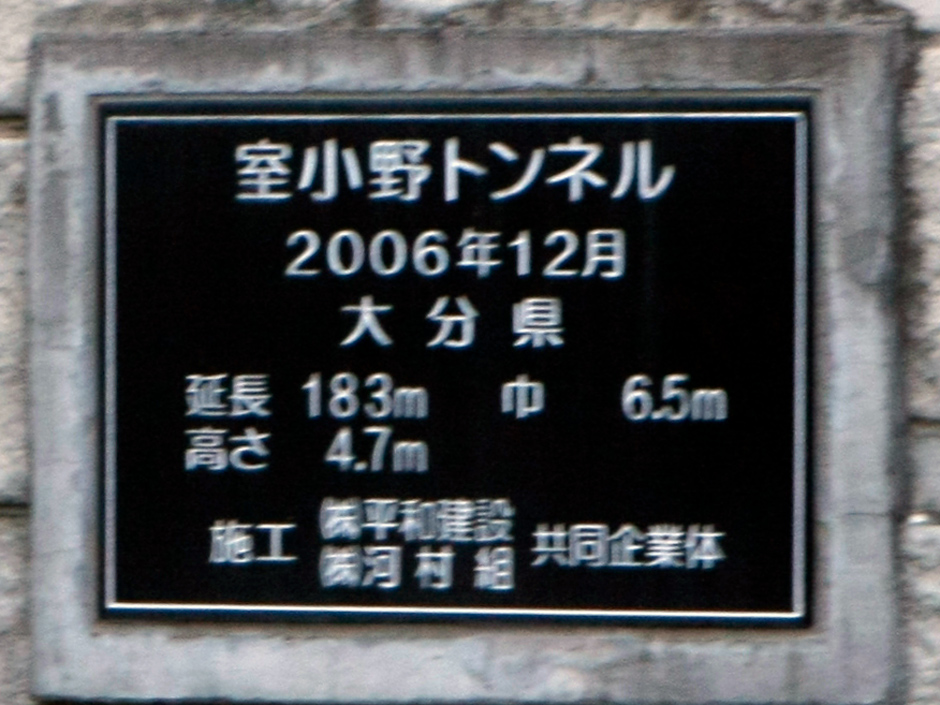 室小野トンネル
2006年12月
大分県
延長 183m 巾 6.5m
高さ 4.7m
施工 ㈱平和建設 共同企業体
㈱河村組